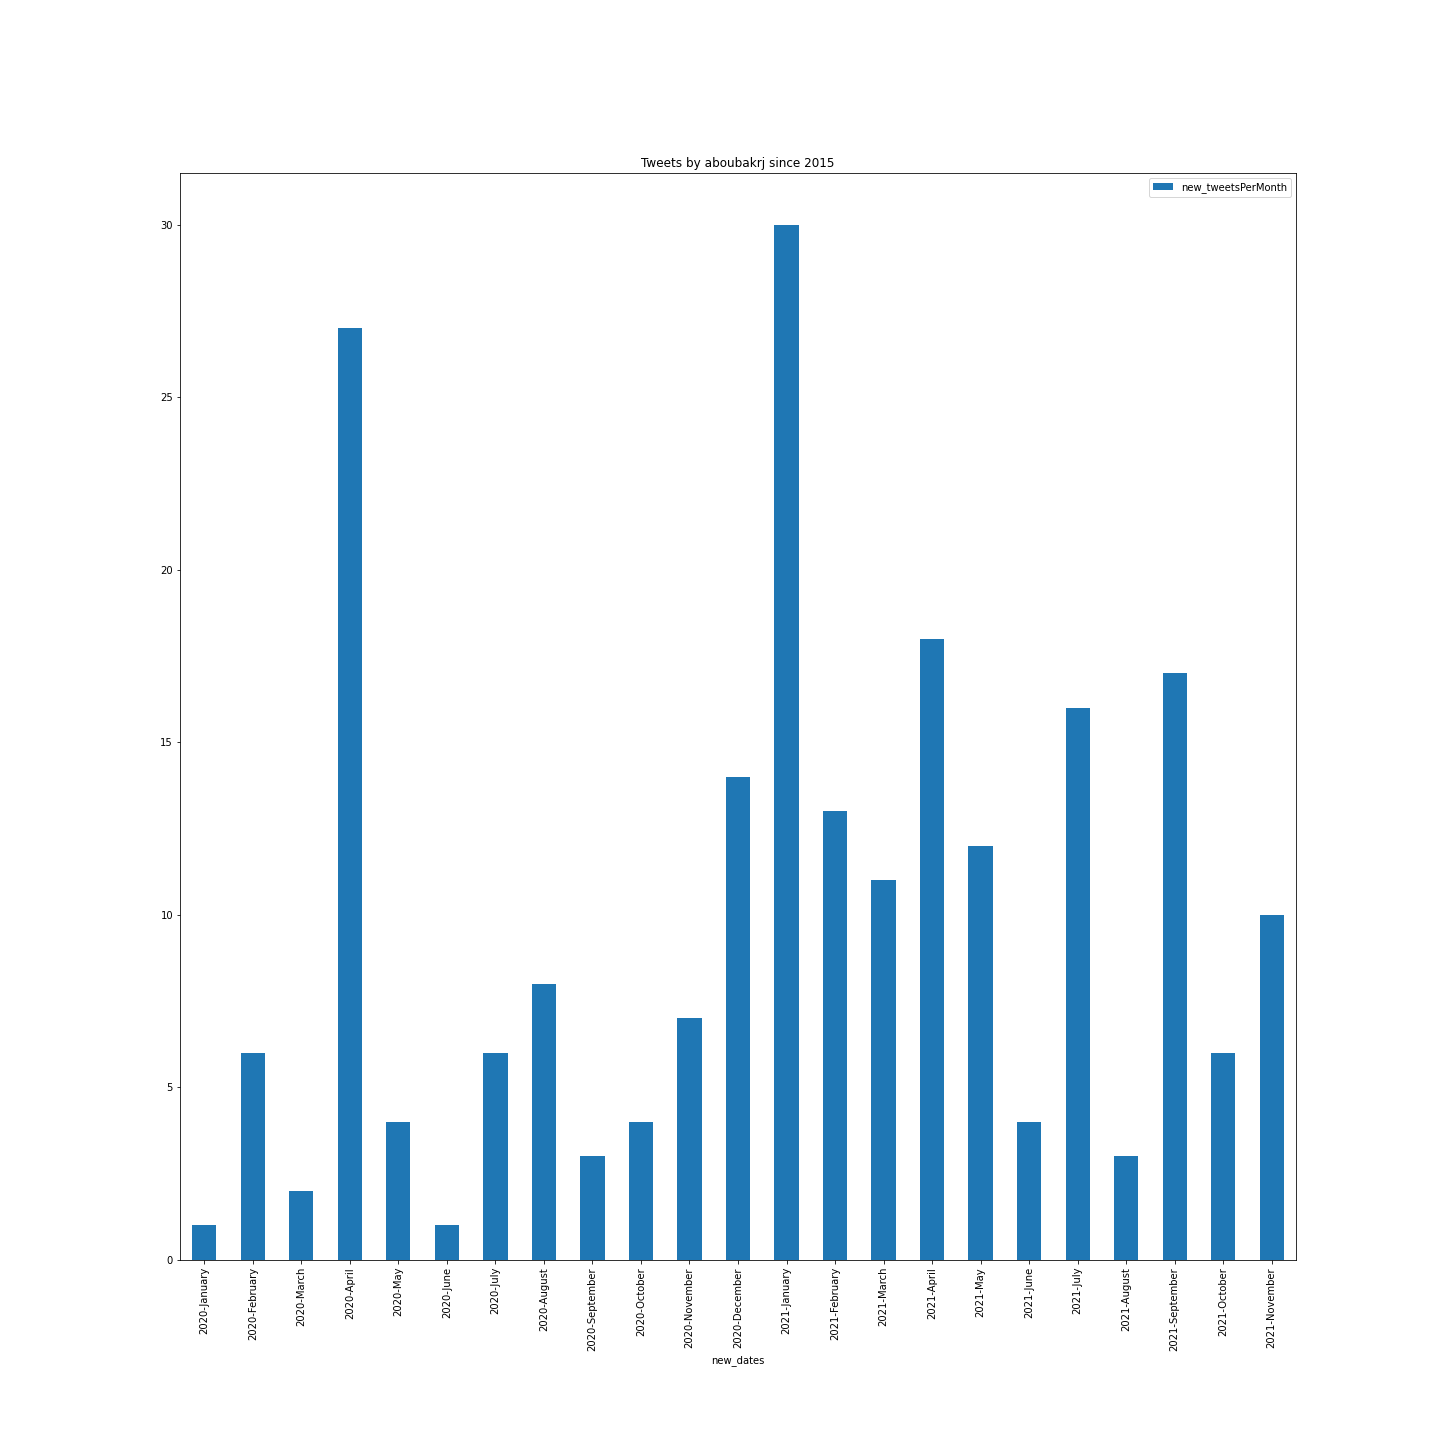 Tweets by aboubakrj since 2015
new_tweetsPerMonth
30
25
20
15
10
5
0
2020-January
2020-February
2020-March
2020-April
2020-May
2020-June
2020-July
2020-August
2020-September
2020-October
2020-November
2020-December
2021-January
2021-February
2021-March
2021-April
2021-May
2021-June
2021-July
2021-August
2021-September
2021-October
2021-November
new_dates